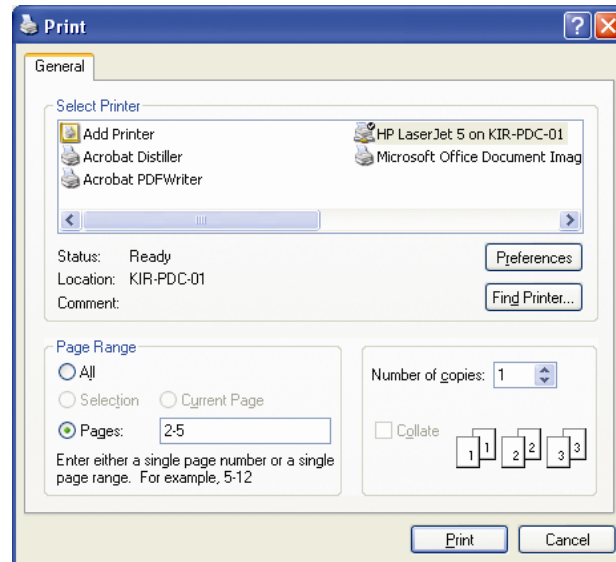 Print
General
Select Printer
Add Printer
HP LaserJet 5 on KIR-PDC-01
Acrobat Distiller
Microsoft Office Document Imag
Acrobat PDFWriter
Status: Ready
Preferences
Location: KIR-PDC-01
Comment:
Find Printer...
Page Range
All
Selection Current Page
Pages: 2-5
Enter either a single page number or a single
page range. For example, 5-12
Number of copies: 1
Collate
1 1 2 2 3 3
Print Cancel